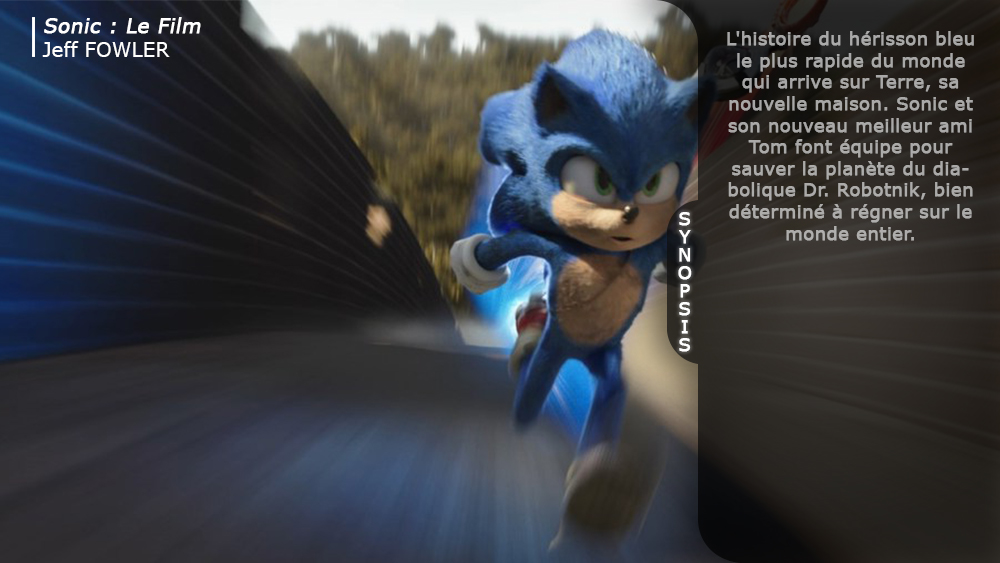 Sonic : Le Film
Jeff FOWLER
SYNOPSIS
L'histoire du hérisson bleu
le plus rapide du monde
qui arrive sur Terre, sa
nouvelle maison. Sonic et
son nouveau meilleur ami
Tom font équipe pour
sauver la planète du dia-
bolique Dr. Robotnik, bien
déterminé à régner sur le
monde entier.